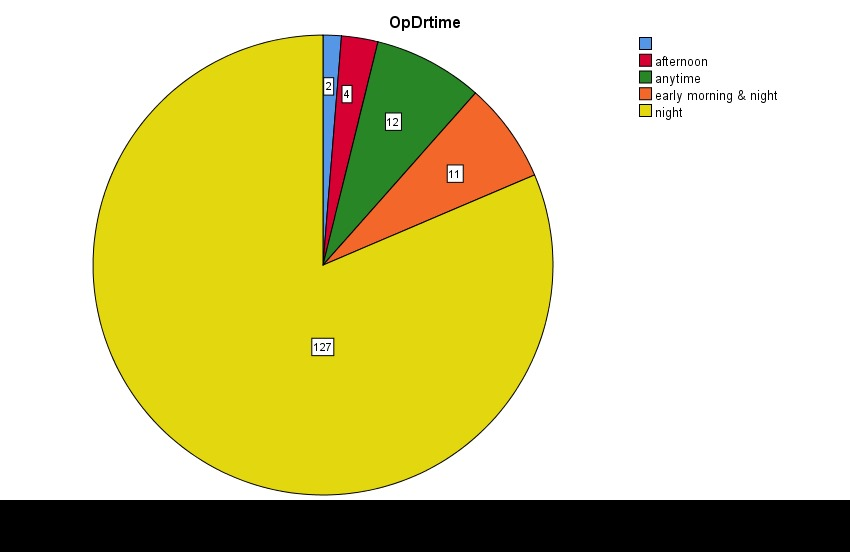 OpDrtime
afternoon
anytime
early morning & night
night
2
4
12
11
127